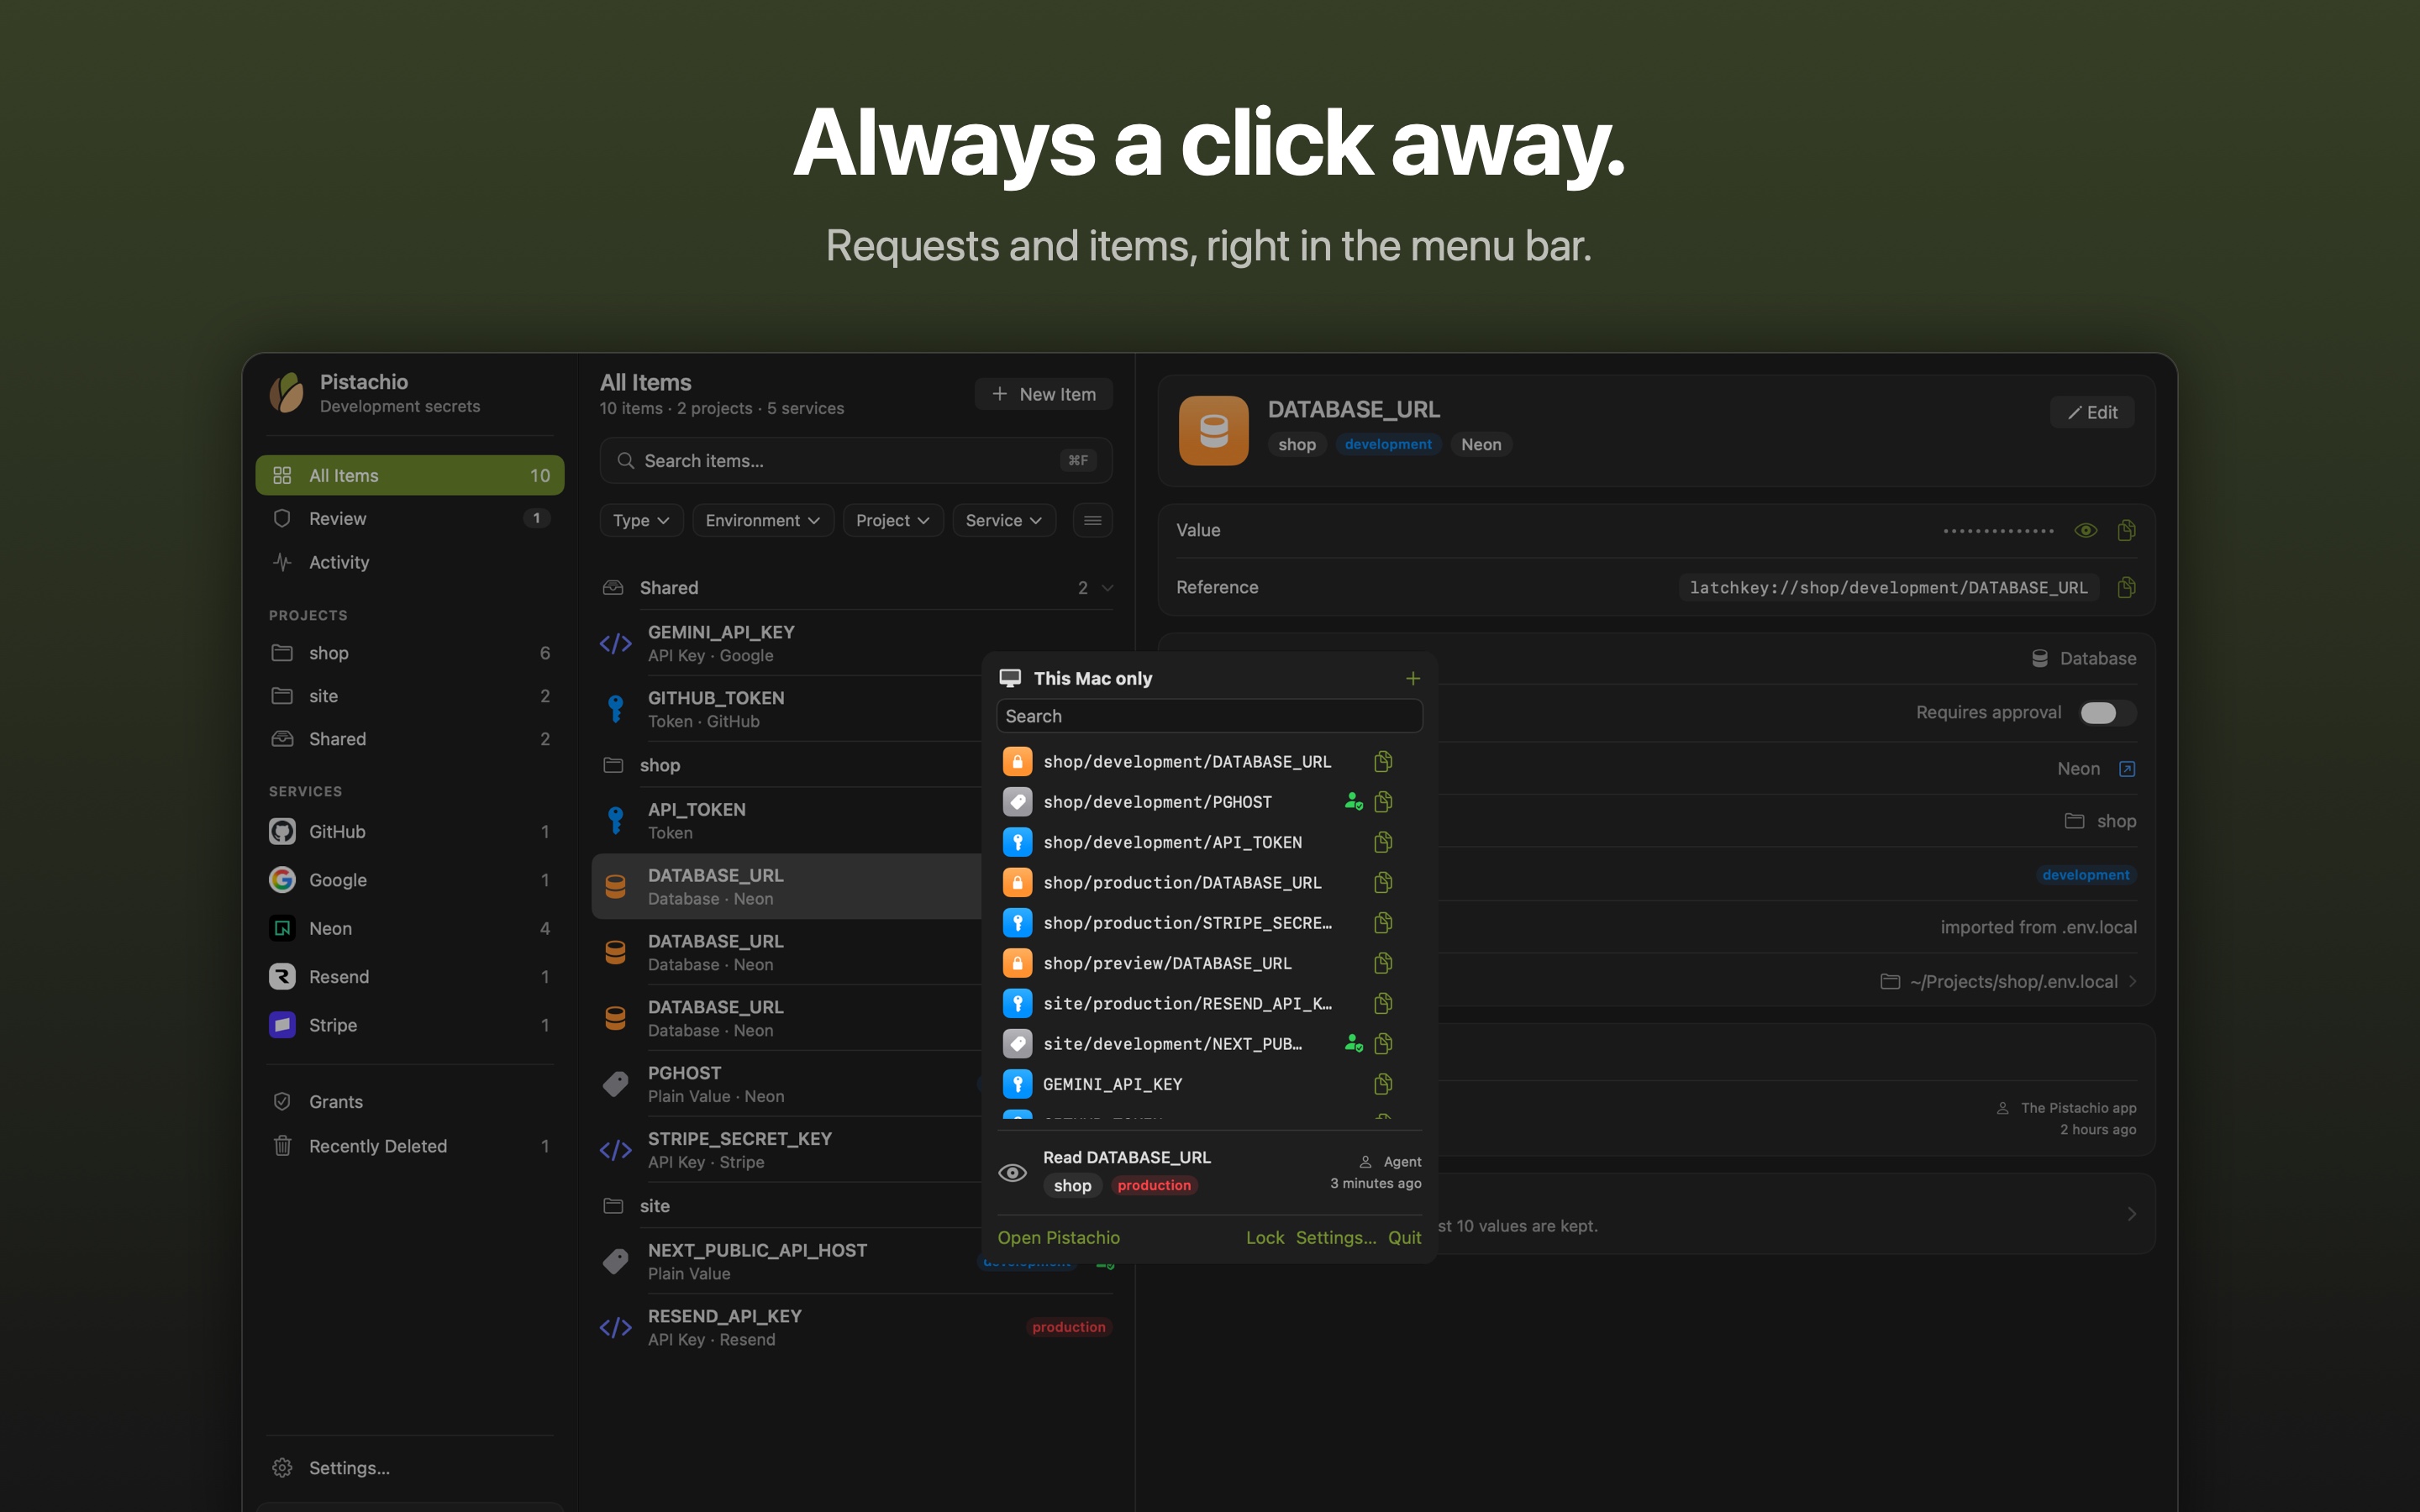 Always a click away.
Requests and items, right in the menu bar.
Pistachio
Development secrets
All Items 10
Review 1
Activity
PROJECTS
shop 6
site 2
Shared 2
SERVICES
GitHub 1
Google 1
Neon 4
Resend 1
Stripe 1
Grants
Recently Deleted 1
Settings...
All Items
10 items · 2 projects · 5 services
New Item
Search items...
⌘F
Type
Environment
Project
Service
Shared 2
GEMINI_API_KEY
API Key · Google
GITHUB_TOKEN
Token · GitHub
shop
API_TOKEN
Token
DATABASE_URL
Database · Neon
DATABASE_URL
Database · Neon
DATABASE_URL
Database · Neon
PGHOST
Plain Value · Neon
STRIPE_SECRET_KEY
API Key · Stripe
site
NEXT_PUBLIC_API_HOST
Plain Value
development
RESEND_API_KEY
API Key · Resend
production
This Mac only
Search
shop/development/DATABASE_URL
shop/development/PGHOST
shop/development/API_TOKEN
shop/production/DATABASE_URL
shop/production/STRIPE_SECRE…
shop/preview/DATABASE_URL
site/production/RESEND_API_K…
site/development/NEXT_PUB…
GEMINI_API_KEY
Read DATABASE_URL
shop production
Agent
3 minutes ago
Open Pistachio
Lock Settings... Quit
DATABASE_URL
shop development Neon
Edit
Value
Reference latchkey://shop/development/DATABASE_URL
Database
Requires approval
Neon
shop
development
imported from .env.local
~/Projects/shop/.env.local
The Pistachio app
2 hours ago
st 10 values are kept.